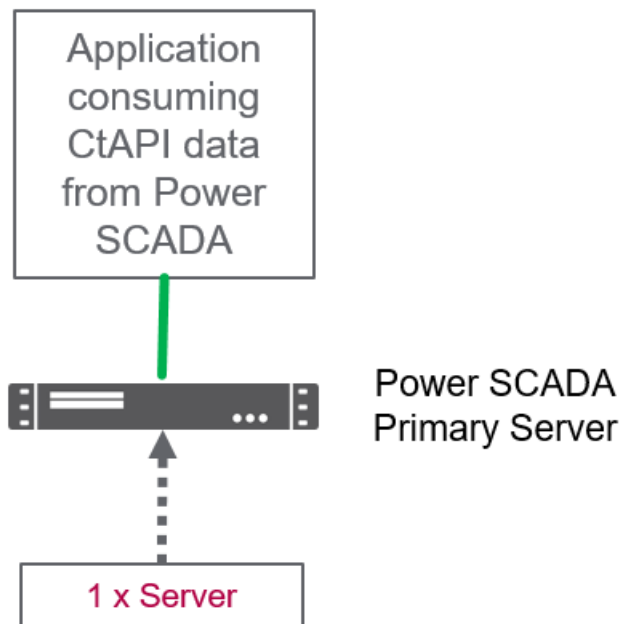 Application
consuming
CtAPI data
from Power
SCADA
Power SCADA
Primary Server
1 x Server